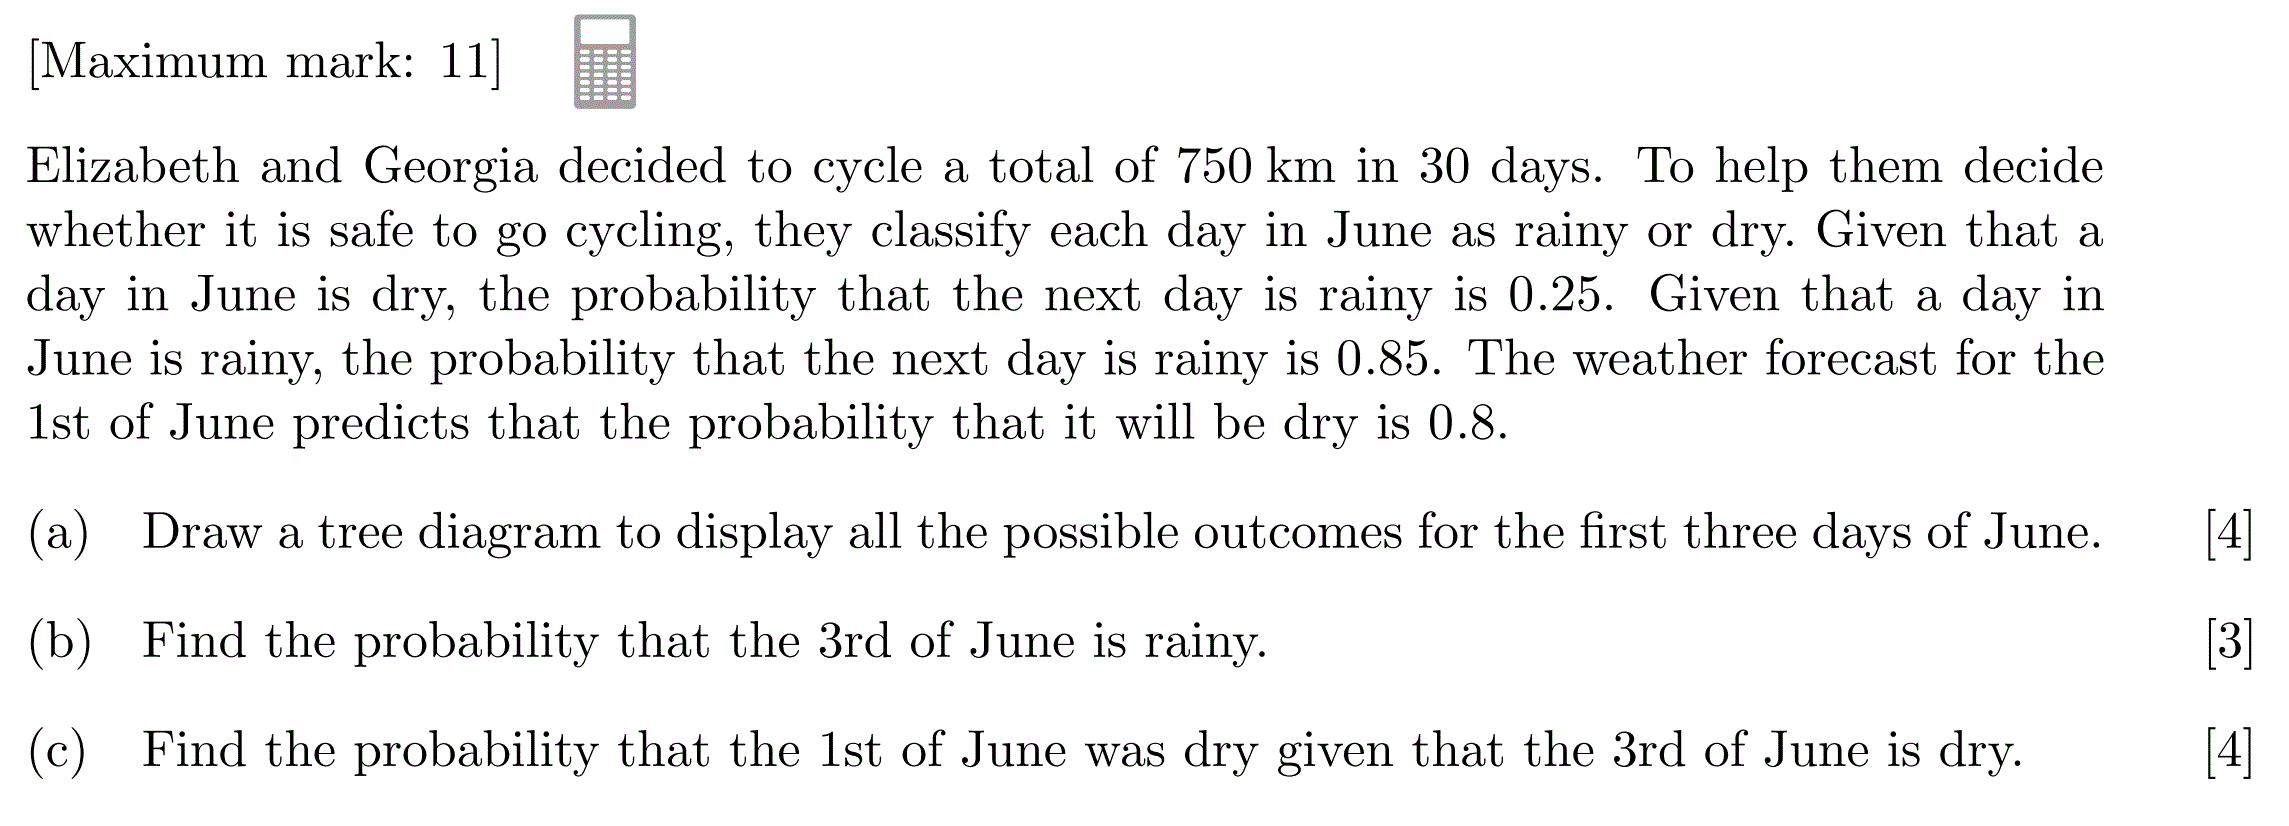 [Maximum mark: 11]
Elizabeth and Georgia decided to cycle a total of 750 km in 30 days. To help them decide
whether it is safe to go cycling, they classify each day in June as rainy or dry. Given that a
day in June is dry, the probability that the next day is rainy is 0.25. Given that a day in
June is rainy, the probability that the next day is rainy is 0.85. The weather forecast for the
1st of June predicts that the probability that it will be dry is 0.8.
(a) Draw a tree diagram to display all the possible outcomes for the first three days of June. [4]
(b) Find the probability that the 3rd of June is rainy. [3]
(c) Find the probability that the 1st of June was dry given that the 3rd of June is dry. [4]